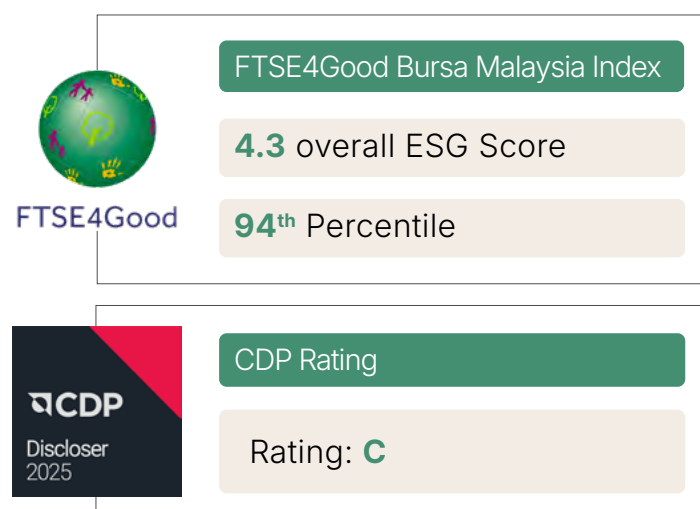 FTSE4Good
FTSE4Good Bursa Malaysia Index
4.3 overall ESG Score
94th Percentile
CDP
Discloser
2025
CDP Rating
Rating: C